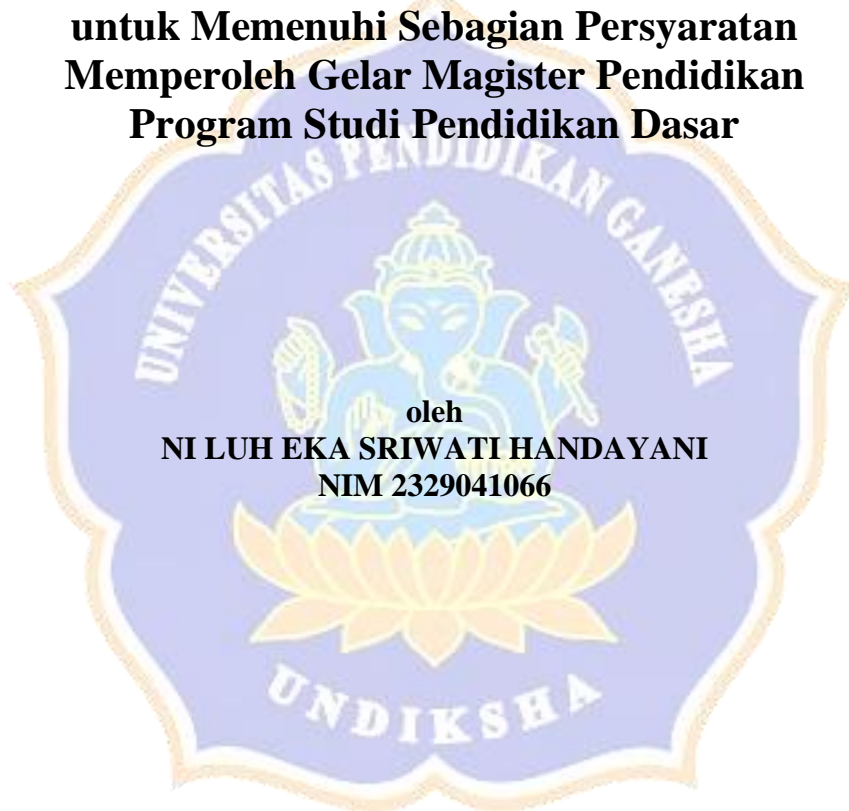 untuk Memenuhi Sebagian Persyaratan
Memperoleh Gelar Magister Pendidikan
Program Studi Pendidikan Dasar
UNIVERSITAS PENDIDIKAN GANESHA
oleh
NI LUH EKA SRIWATI HANDAYANI
NIM 2329041066
UNDIKSHA